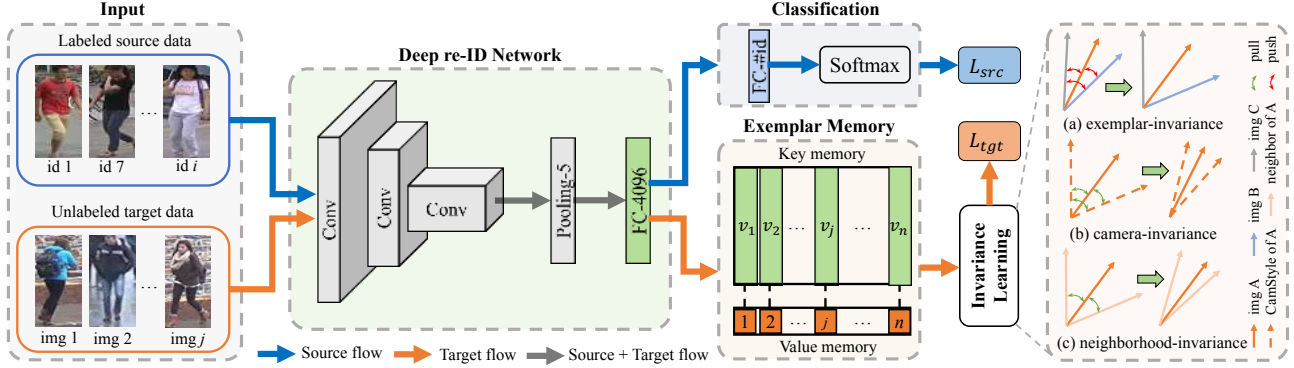 Input
Labeled source data
id 1
id 7
...
id i
Unlabeled target data
img 1
img 2
...
img j
Deep re-ID Network
Conv
Conv
Conv
Pooling-5
FC-4096
Source flow
Target flow
Source + Target flow
Classification
FC-#id
Softmax
L_src
Exemplar Memory
Key memory
v_1
v_2
...
v_j
...
v_n
1
2
...
j
...
n
Value memory
L_tgt
Invariance
Learning
(a) exemplar-invariance
(b) camera-invariance
(c) neighborhood-invariance
img A
img B
img C
pull
CamStyle of A
neighbor of A
push